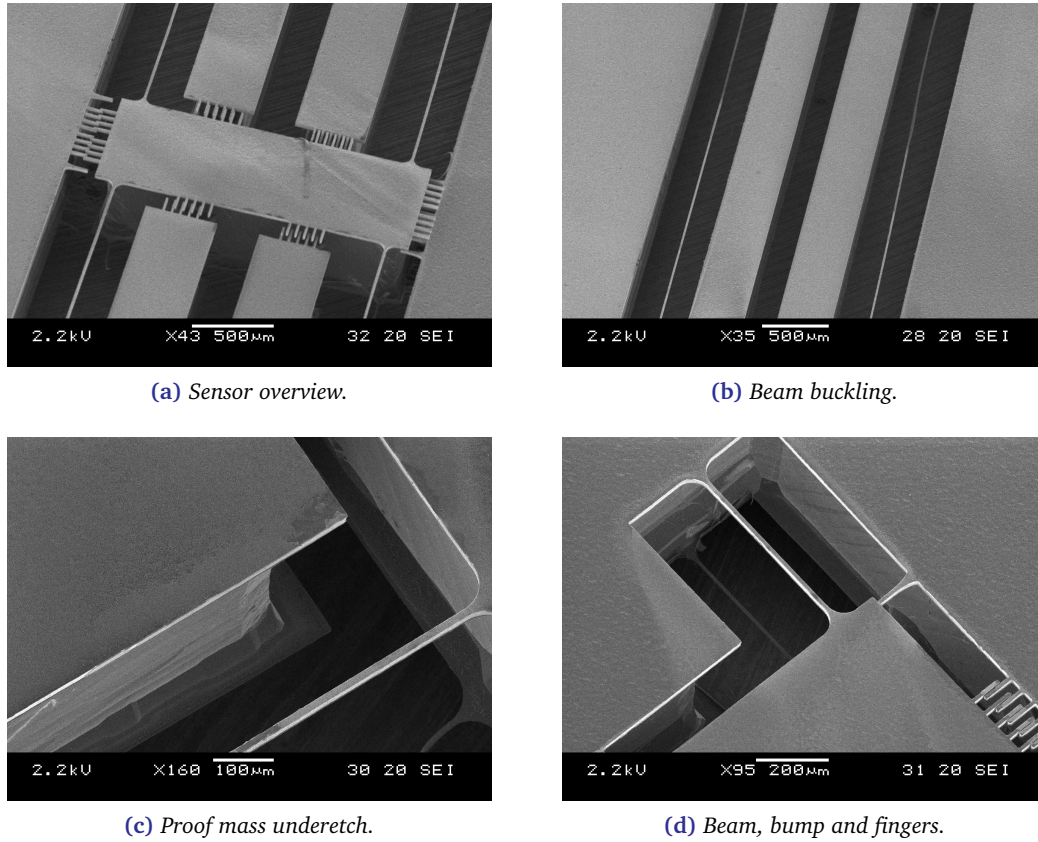 2.2kV X43 500μm 32 20 SEI
2.2kV X35 500μm 28 20 SEI
(a) Sensor overview.
(b) Beam buckling.
2.2kV X160 100μm 30 20 SEI
2.2kV X95 200μm 31 20 SEI
(c) Proof mass underetch.
(d) Beam, bump and fingers.